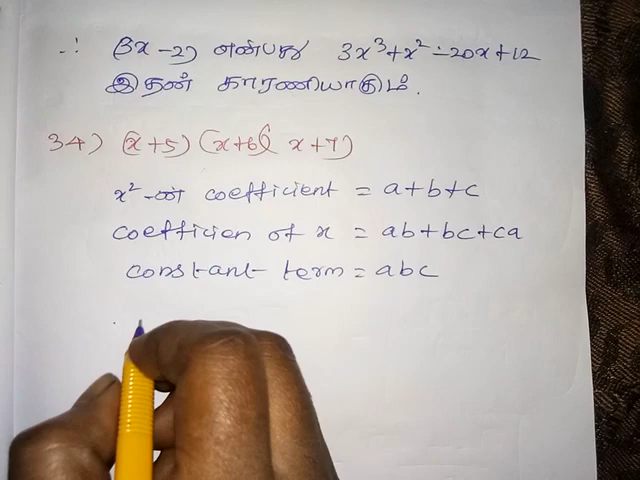 ∴ (3x-2) என்பது 3x³+x²-20x+12
இதன் காரணியாகும்.
34) (x+5) (x+6)( x+7)
x²-ன் coefficient = a+b+c
coefficien of x = ab+bc+ca
constant term = abc